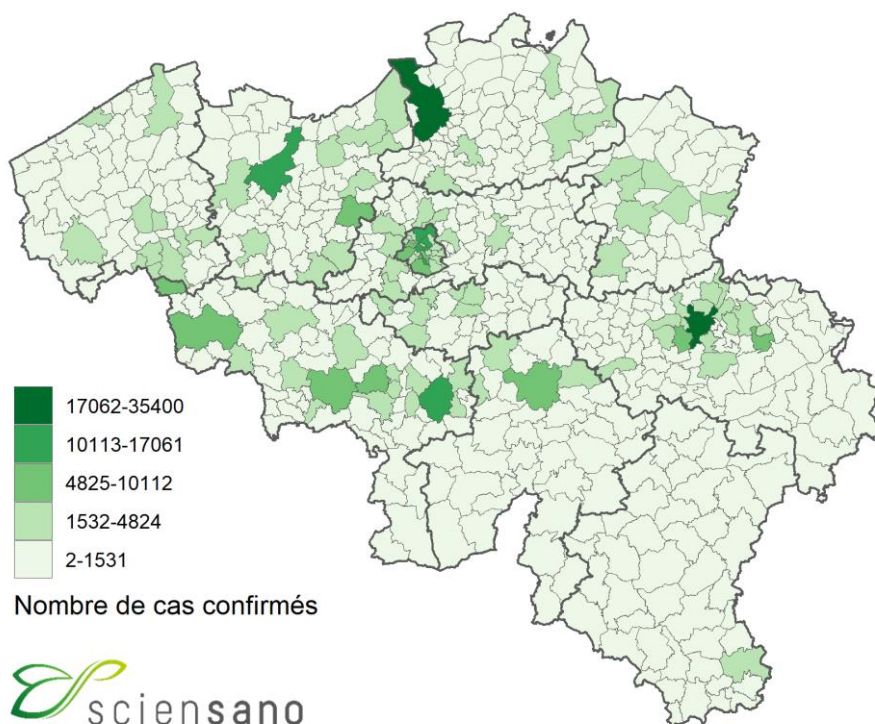 17062-35400
10113-17061
4825-10112
1532-4824
2-1531
Nombre de cas confirmés
sciensano